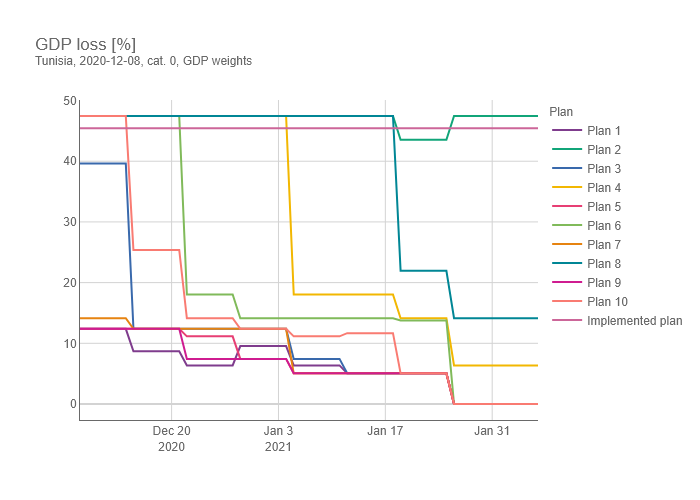 GDP loss [%]
Tunisia, 2020-12-08, cat. 0, GDP weights
50
40
30
20
10
0
Dec 20
2020
Jan 3
2021
Jan 17
Jan 31
Plan
Plan 1
Plan 2
Plan 3
Plan 4
Plan 5
Plan 6
Plan 7
Plan 8
Plan 9
Plan 10
Implemented plan